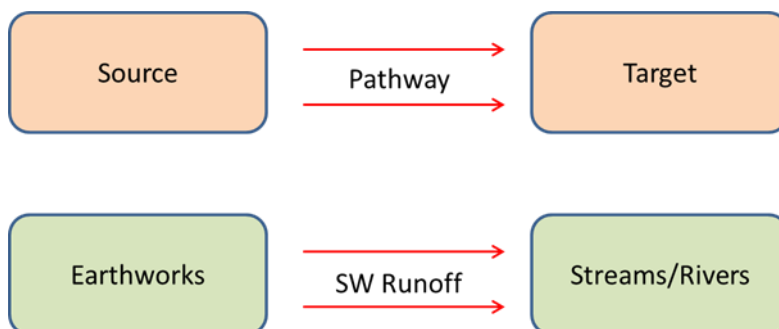 Source
Pathway
Target
Earthworks
SW Runoff
Streams/Rivers